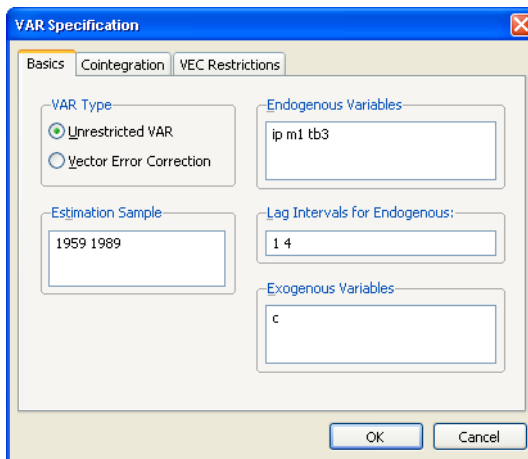 VAR Specification
Basics
Cointegration
VEC Restrictions
VAR Type
Unrestricted VAR
Vector Error Correction
Endogenous Variables
ip m1 tb3
Estimation Sample
1959 1989
Lag Intervals for Endogenous:
1 4
Exogenous Variables
c
OK
Cancel